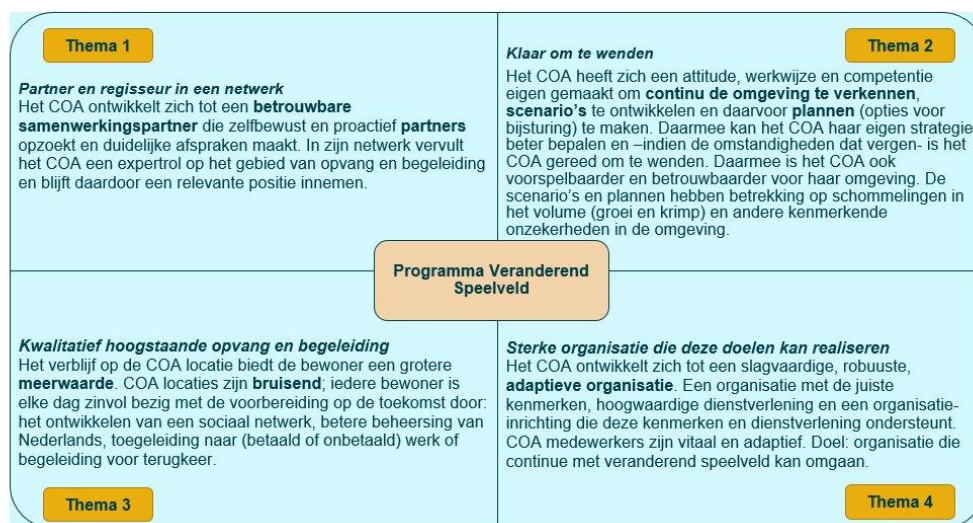 Thema 1
Partner en regisseur in een netwerk
Het COA ontwikkelt zich tot een betrouwbare
samenwerkingspartner die zelfbewust en proactief partners
opzoekt en duidelijke afspraken maakt. In zijn netwerk vervult
het COA een expertrol op het gebied van opvang en begeleiding
en blijft daardoor een relevante positie innemen.
Thema 2
Klaar om te wenden
Het COA heeft zich een attitude, werkwijze en competentie
eigen gemaakt om continu de omgeving te verkennen,
scenario's te ontwikkelen en daarvoor plannen (opties voor
bijsturing) te maken. Daarmee kan het COA haar eigen strategie
beter bepalen en –indien de omstandigheden dat vergen- is het
COA gereed om te wenden. Daarmee is het COA ook
voorspelbaarder en betrouwbaarder voor haar omgeving. De
scenario's en plannen hebben betrekking op schommelingen in
het volume (groei en krimp) en andere kenmerkende
onzekerheden in de omgeving.
Programma Veranderend
Speelveld
Kwalitatief hoogstaande opvang en begeleiding
Het verblijf op de COA locatie biedt de bewoner een grotere
meerwaarde. COA locaties zijn bruisend; iedere bewoner is
elke dag zinvol bezig met de voorbereiding op de toekomst door:
het ontwikkelen van een sociaal netwerk, betere beheersing van
Nederlands, toegeleiding naar (betaald of onbetaald) werk of
begeleiding voor terugkeer.
Thema 3
Sterke organisatie die deze doelen kan realiseren
Het COA ontwikkelt zich tot een slagvaardige, robuuste,
adaptieve organisatie. Een organisatie met de juiste
kenmerken, hoogwaardige dienstverlening en een organisatie-
inrichting die deze kenmerken en dienstverlening ondersteunt.
COA medewerkers zijn vitaal en adaptief. Doel: organisatie die
continue met veranderend speelveld kan omgaan.
Thema 4